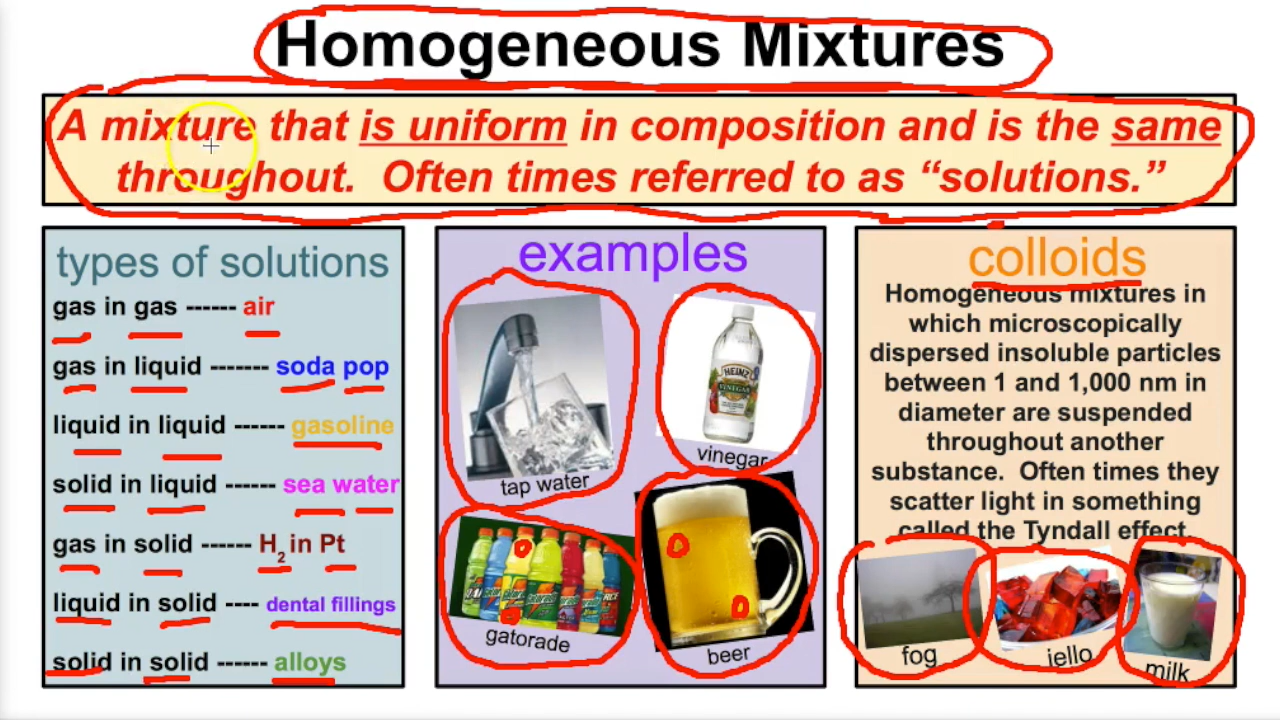 Homogeneous Mixtures
A mixture that is uniform in composition and is the same
throughout. Often times referred to as “solutions.”
types of solutions
gas in gas ------ air
gas in liquid ------- soda pop
liquid in liquid ------ gasoline
solid in liquid ------ sea water
gas in solid ------ H₂ in Pt
liquid in solid ---- dental fillings
solid in solid ------ alloys
examples
tap water
HEINZ
VINEGAR
vinegar
gatorade
beer
colloids
Homogeneous mixtures in
which microscopically
dispersed insoluble particles
between 1 and 1,000 nm in
diameter are suspended
throughout another
substance. Often times they
scatter light in something
called the Tyndall effect.
fog
jello
milk